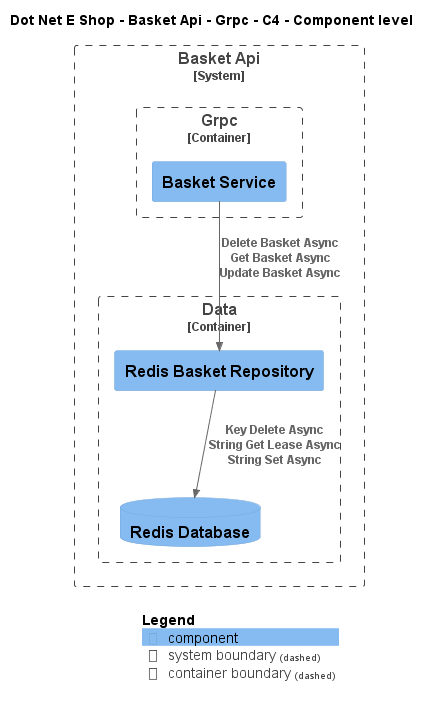 Dot Net E Shop - Basket Api - Grpc - C4 - Component level
Basket Api
[System]
Grpc
[Container]
Basket Service
Delete Basket Async
Get Basket Async
Update Basket Async
Data
[Container]
Redis Basket Repository
Key Delete Async
String Get Lease Async
String Set Async
Redis Database
Legend
component
system boundary (dashed)
container boundary (dashed)